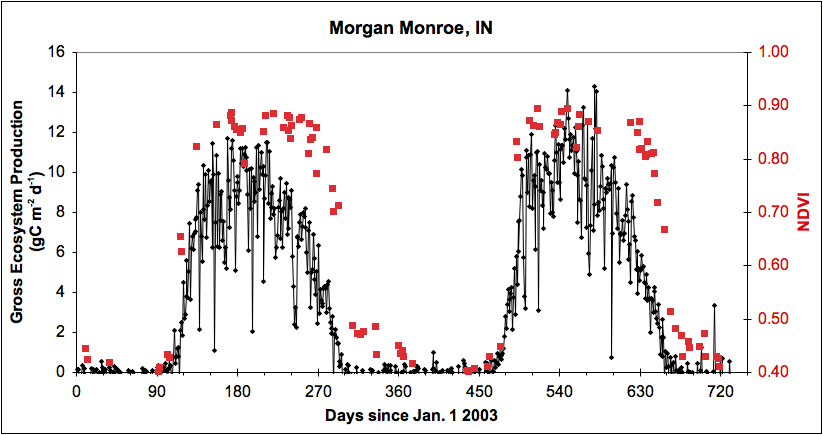 Morgan Monroe, IN
Gross Ecosystem Production
(gC m⁻² d⁻¹)
16
14
12
10
8
6
4
2
0
1.00
0.90
0.80
0.70
0.60
0.50
0.40
NDVI
0 90 180 270 360 450 540 630 720
Days since Jan. 1 2003